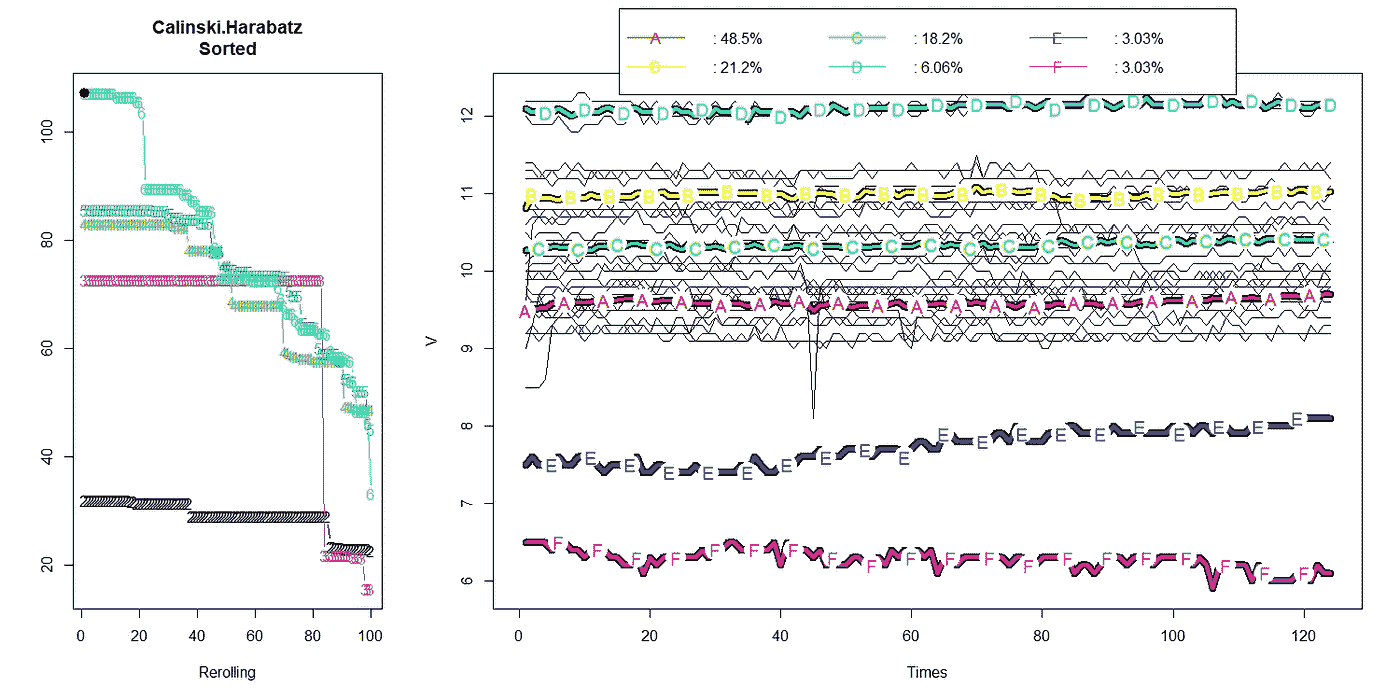 Calinski.Harabatz
Sorted
100
80
60
40
20
0 20 40 60 80 100
Rerolling
A : 48.5% C : 18.2% E : 3.03%
B : 21.2% D : 6.06% F : 3.03%
12
11
10
9
8
7
6
V
0 20 40 60 80 100 120
Times